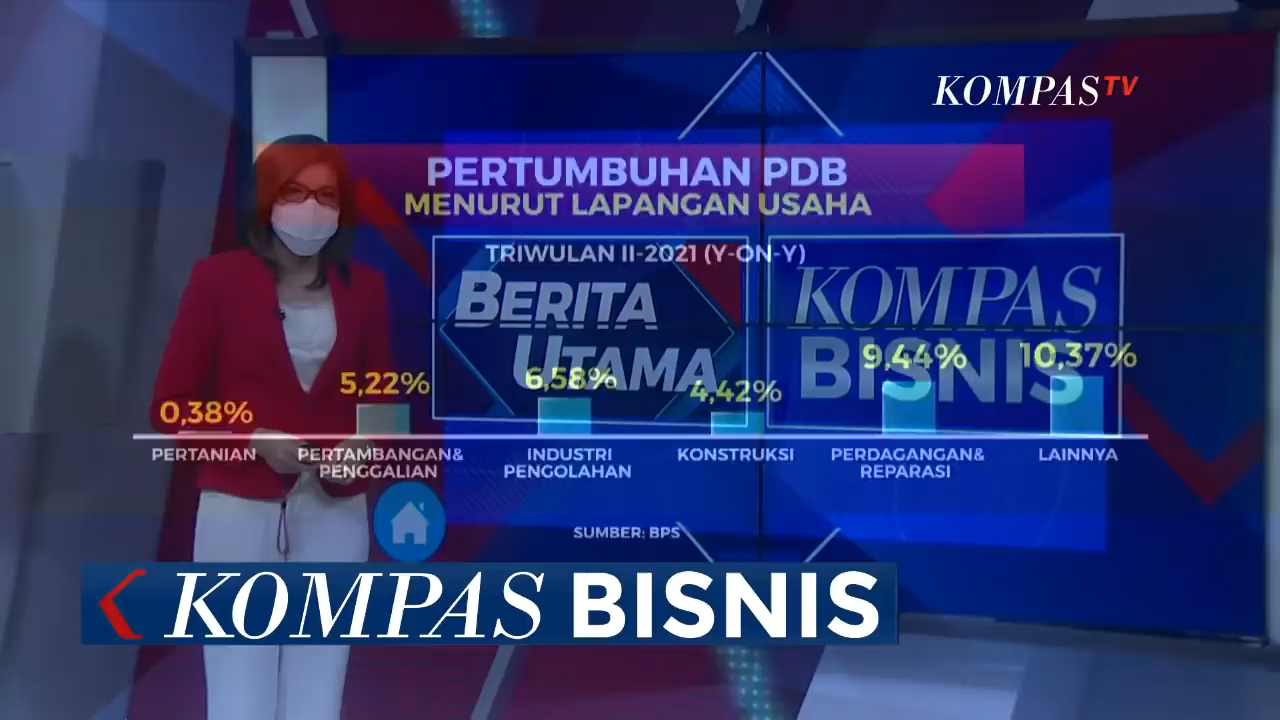 KOMPASTV
PERTUMBUHAN PDB
MENURUT LAPANGAN USAHA
TRIWULAN II-2021 (Y-ON-Y)
BERITA
UTAMA
KOMPAS
BISNIS
0,38%
5,22%
6,58%
4,42%
9,44%
10,37%
PERTANIAN
PERTAMBANGAN&
PENGGALIAN
INDUSTRI
PENGOLAHAN
KONSTRUKSI
PERDAGANGAN&
REPARASI
LAINNYA
SUMBER: BPS
KOMPAS BISNIS